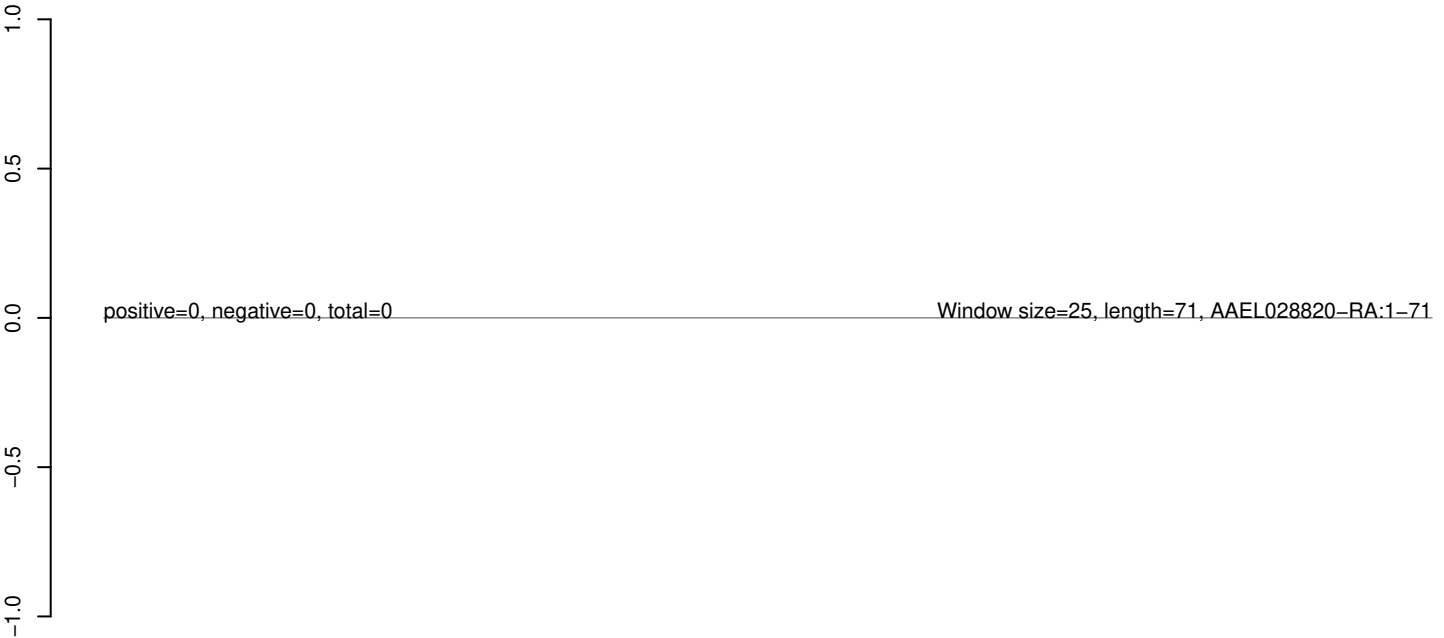 1.0
0.5
0.0
−0.5
−1.0
positive=0, negative=0, total=0
Window size=25, length=71, AAEL028820−RA:1−71